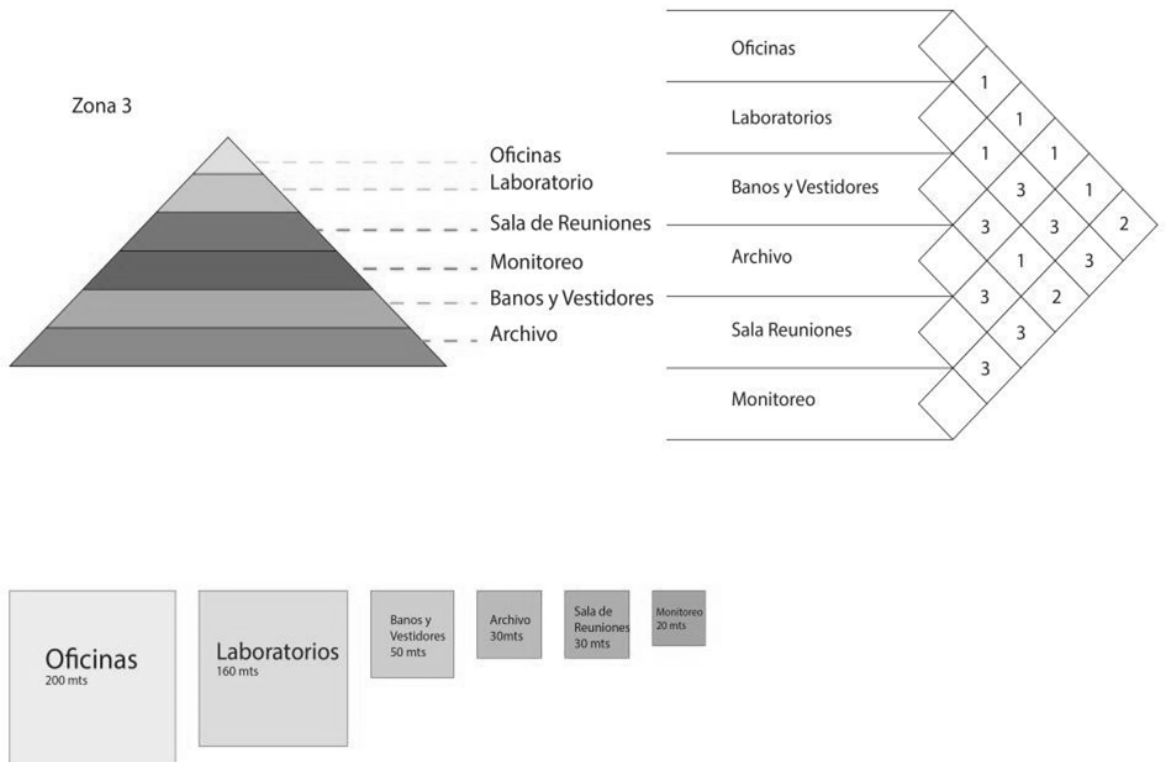 Zona 3
Oficinas
Laboratorio
Sala de Reuniones
Monitoreo
Banos y Vestidores
Archivo
Oficinas
Laboratorios
Banos y Vestidores
Archivo
Sala Reuniones
Monitoreo
1
1
1
1
1
3
2
3
3
1
3
3
2
3
3
Oficinas
200 mts
Laboratorios
160 mts
Banos y
Vestidores
50 mts
Archivo
30mts
Sala de
Reuniones
30 mts
Monitoreo
20 mts